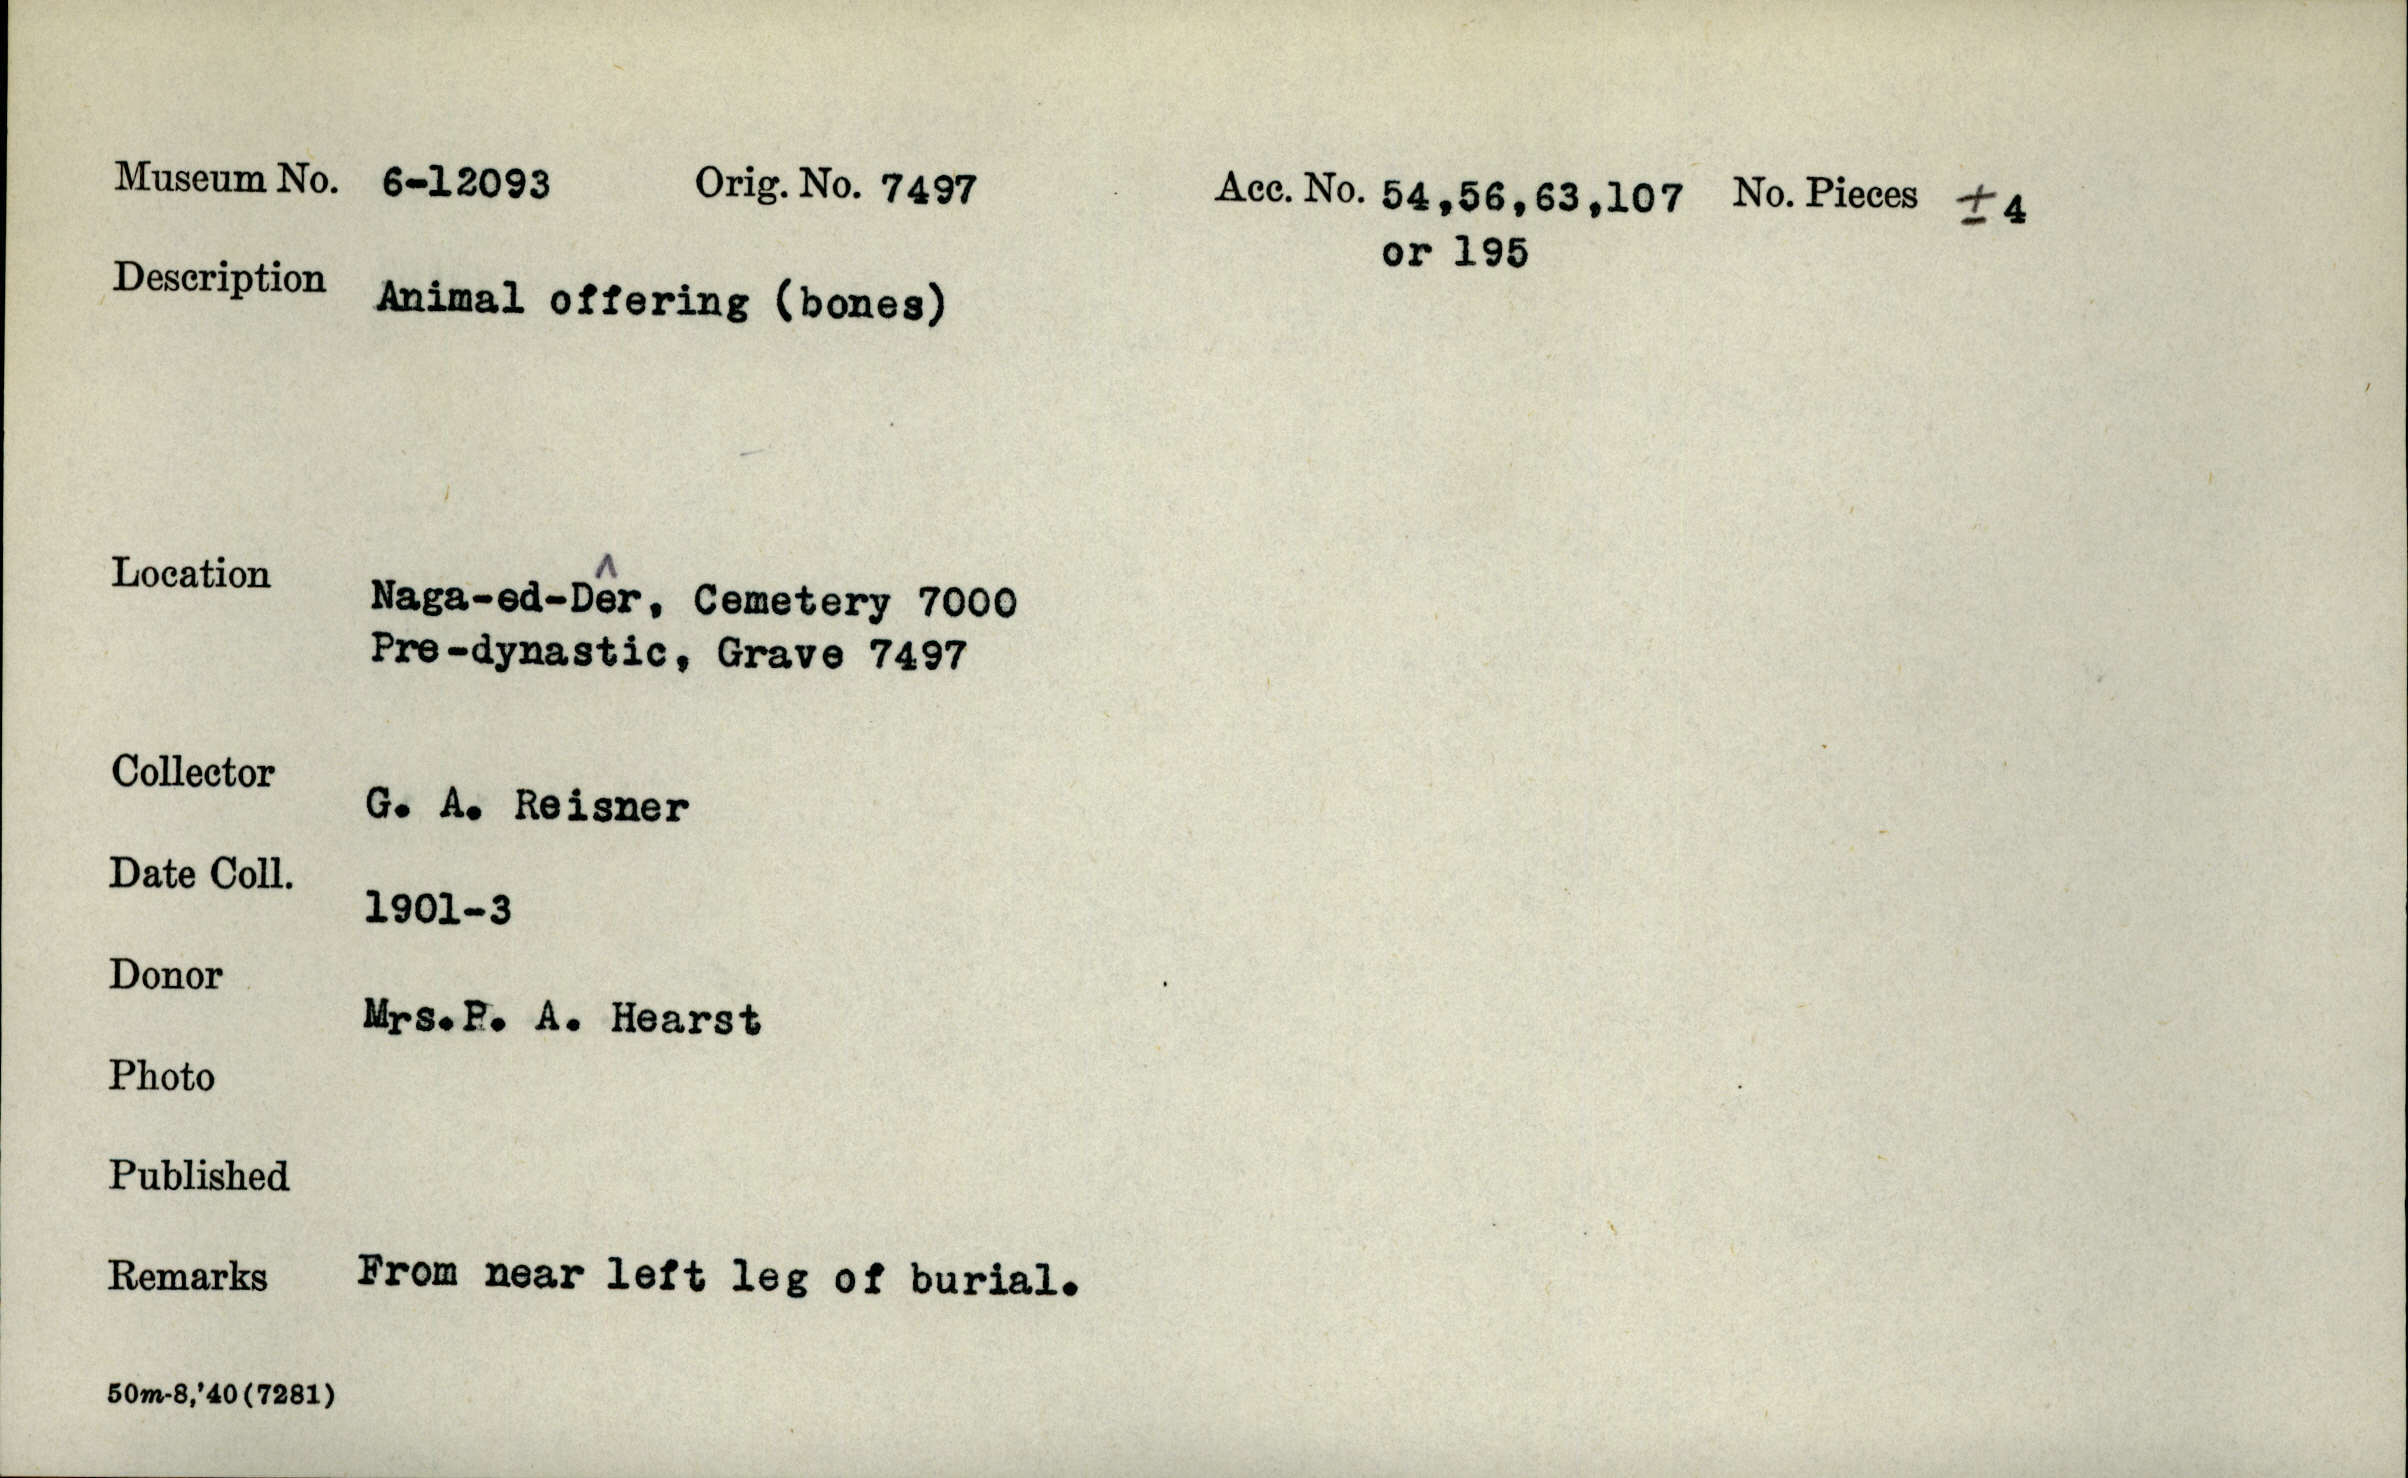 Museum No. 6-12093 Orig. No. 7497 Acc. No. 54,56,63,107 No. Pieces ±4
or 195
Description Animal offering (bones)
Location Naga-ed-Dêr, Cemetery 7000
Pre-dynastic, Grave 7497
Collector G. A. Reisner
Date Coll. 1901-3
Donor Mrs.P. A. Hearst
Photo
Published
Remarks From near left leg of burial.
50m-8,'40(7281)